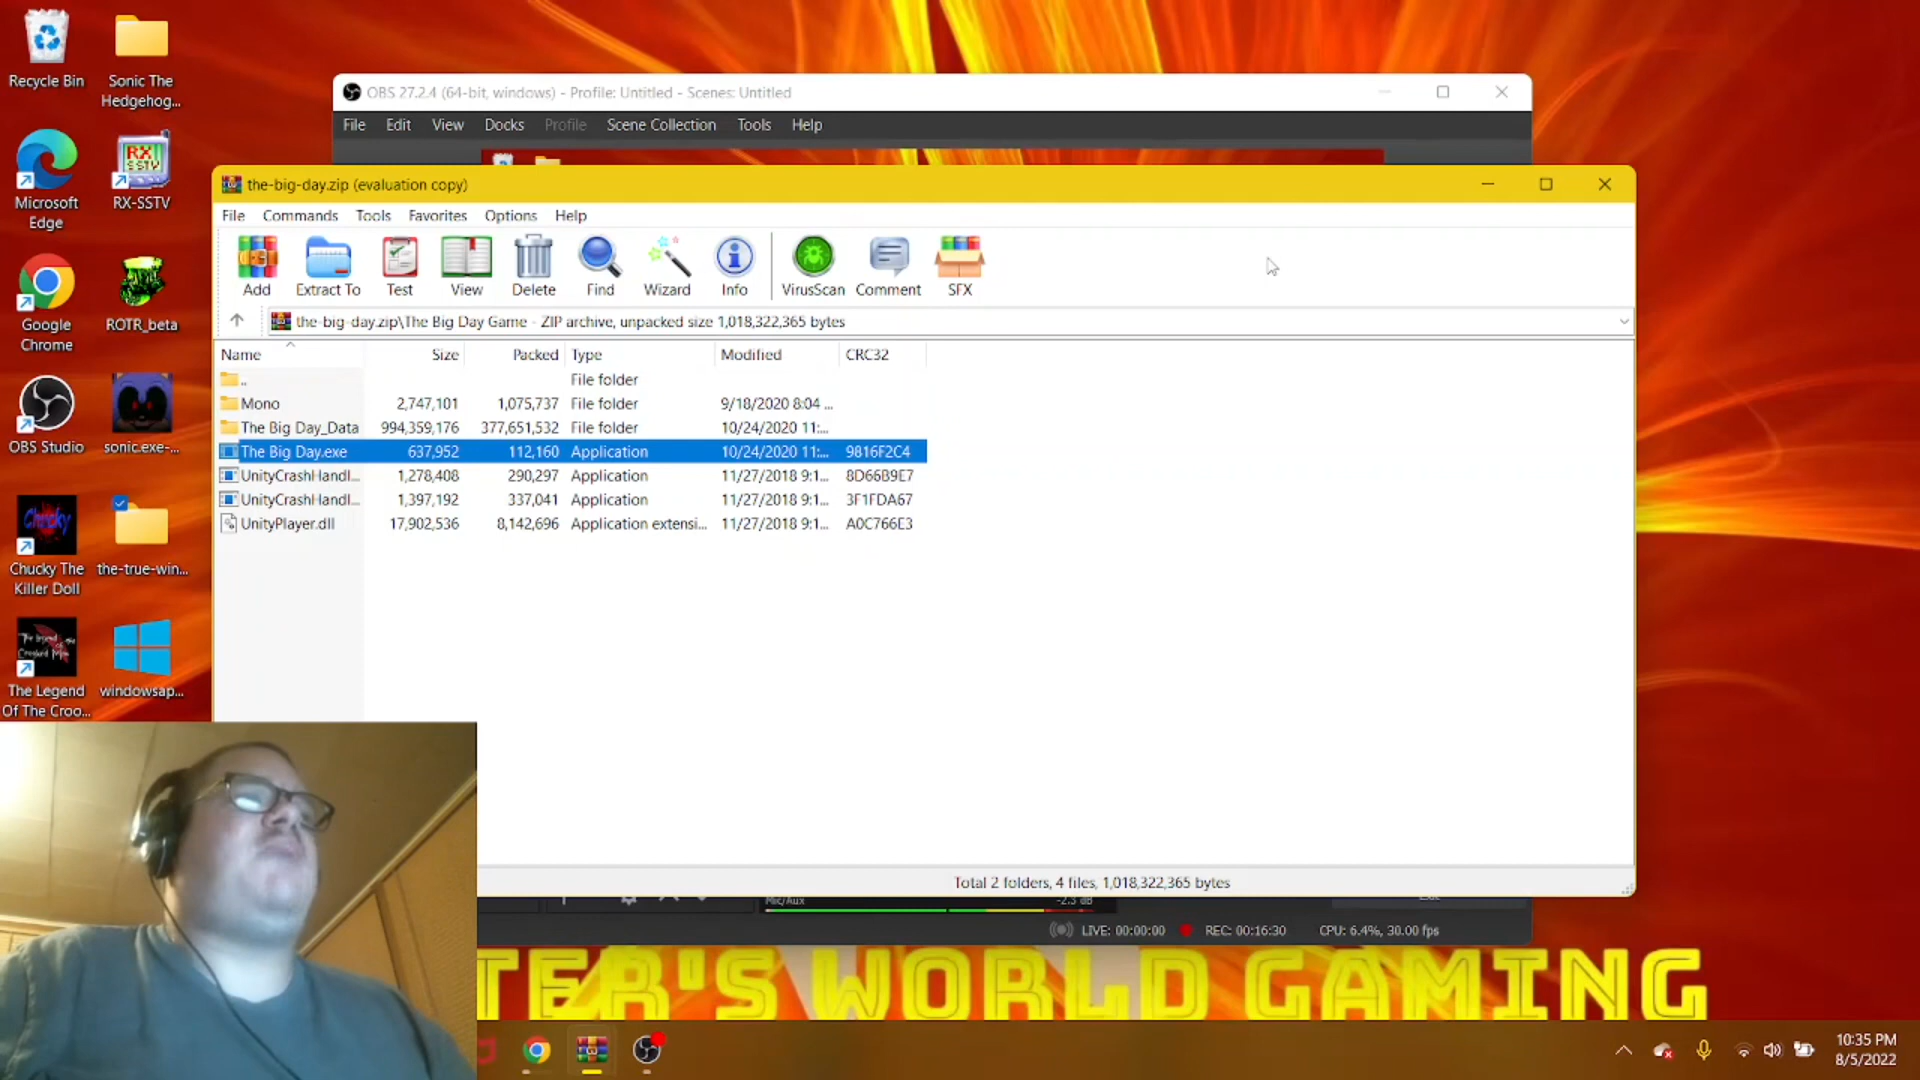 Recycle Bin
Sonic The
Hedgehog...
Microsoft
Edge
RX
SSTV
RX-SSTV
Google
Chrome
ROTR_beta
OBS Studio
sonic.exe-...
Chucky
Chucky The
Killer Doll
the-true-win...
The Legend
Of The Croo...
windowsap...
OBS 27.2.4 (64-bit, windows) - Profile: Untitled - Scenes: Untitled
File Edit View Docks Profile Scene Collection Tools Help
the-big-day.zip (evaluation copy)
File Commands Tools Favorites Options Help
Add Extract To Test View Delete Find Wizard Info VirusScan Comment SFX
the-big-day.zip\The Big Day Game - ZIP archive, unpacked size 1,018,322,365 bytes
Name Size Packed Type Modified CRC32
.. File folder
Mono 2,747,101 1,075,737 File folder 9/18/2020 8:04 ...
The Big Day_Data 994,359,176 377,651,532 File folder 10/24/2020 11:...
The Big Day.exe 637,952 112,160 Application 10/24/2020 11:... 9816F2C4
UnityCrashHandl... 1,278,408 290,297 Application 11/27/2018 9:1... 8D66B9E7
UnityCrashHandl... 1,397,192 337,041 Application 11/27/2018 9:1... 3F1FDA67
UnityPlayer.dll 17,902,536 8,142,696 Application extensi... 11/27/2018 9:1... A0C766E3
Total 2 folders, 4 files, 1,018,322,365 bytes
Mic/Aux -2.3 dB
LIVE: 00:00:00 REC: 00:16:30 CPU: 6.4%, 30.00 fps
TER'S WORLD GAMING
10:35 PM
8/5/2022